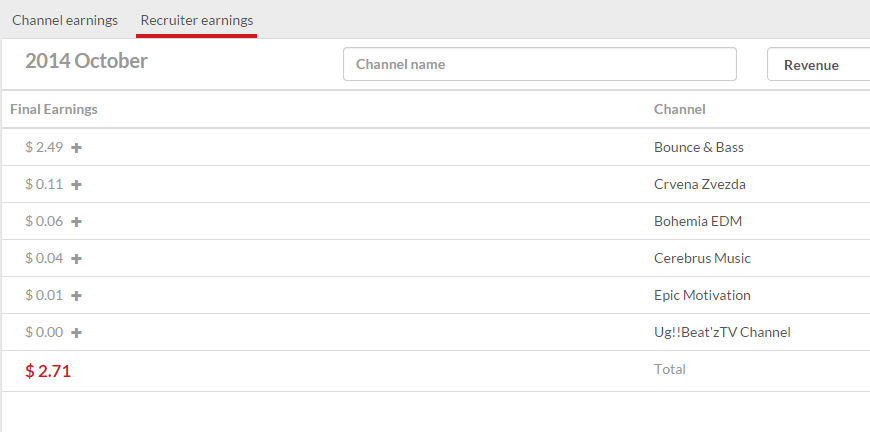 Channel earnings Recruiter earnings
2014 October Channel name Revenue
Final Earnings Channel
$ 2.49 + Bounce & Bass
$ 0.11 + Crvena Zvezda
$ 0.06 + Bohemia EDM
$ 0.04 + Cerebrus Music
$ 0.01 + Epic Motivation
$ 0.00 + Ug!!Beat'zTV Channel
$ 2.71 Total